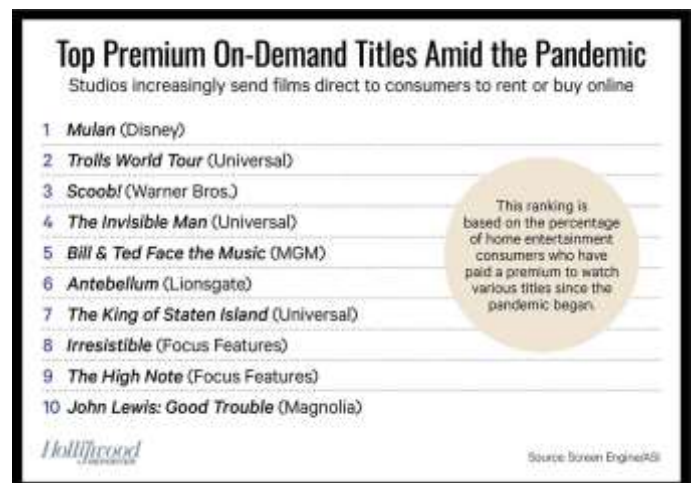 Top Premium On-Demand Titles Amid the Pandemic
Studios increasingly send films direct to consumers to rent or buy online
1 Mulan (Disney)
2 Trolls World Tour (Universal)
3 Scoob! (Warner Bros.)
4 The Invisible Man (Universal)
5 Bill & Ted Face the Music (MGM)
6 Antebellum (Lionsgate)
7 The King of Staten Island (Universal)
8 Irresistible (Focus Features)
9 The High Note (Focus Features)
10 John Lewis: Good Trouble (Magnolia)
This ranking is
based on the percentage
of home entertainment
consumers who have
paid a premium to watch
various titles since the
pandemic began.
Hollywood
REPORTER
Source Screen Engine/ASI